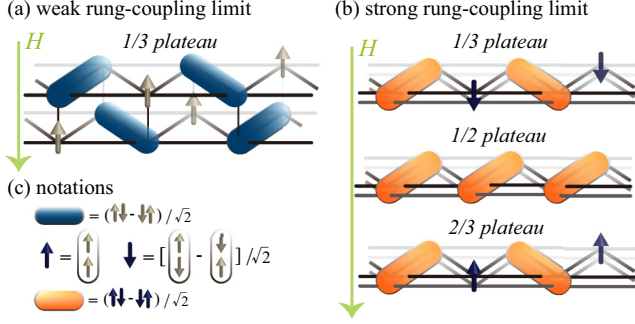 (a) weak rung-coupling limit
H
1/3 plateau
(c) notations
= (↑↓-↓↑)/√2
↑ = (↑↑) ↓ = [(↑↓) - (↓↑)]/√2
= (↑↓-↓↑)/√2
(b) strong rung-coupling limit
H
1/3 plateau
1/2 plateau
2/3 plateau